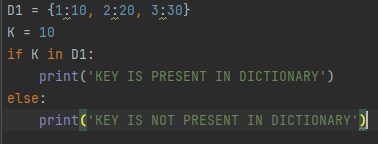 D1 = {1:10, 2:20, 3:30}
K = 10
if K in D1:
    print('KEY IS PRESENT IN DICTIONARY')
else:
    print('KEY IS NOT PRESENT IN DICTIONARY')